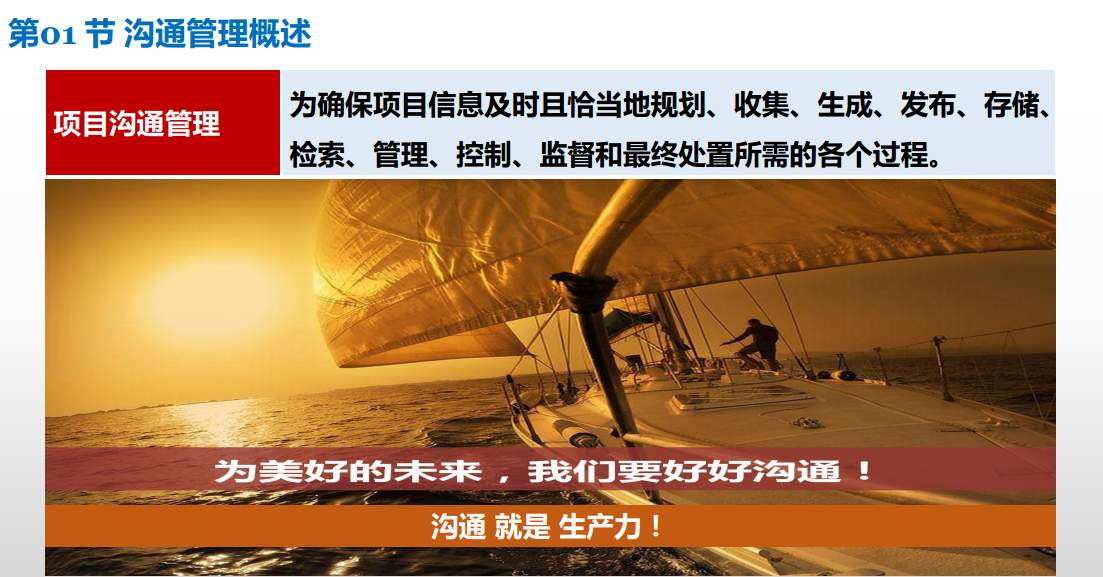 第01 节 沟通管理概述
项目沟通管理
为确保项目信息及时且恰当地规划、收集、生成、发布、存储、
检索、管理、控制、监督和最终处置所需的各个过程。
为美好的未来，我们要好好沟通！
沟通 就是 生产力！